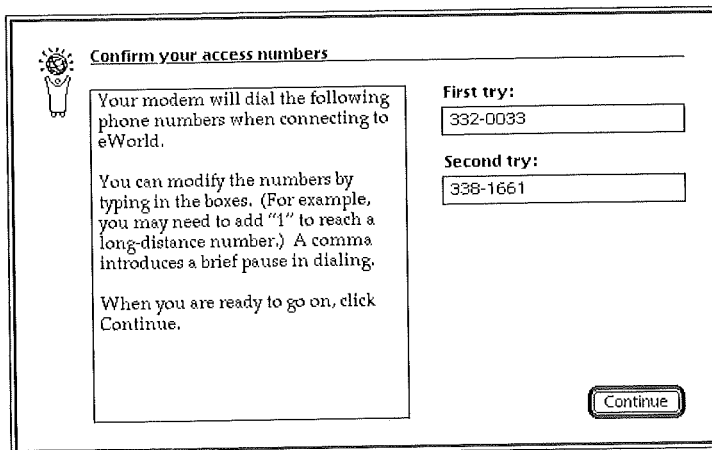 Confirm your access numbers
Your modem will dial the following
phone numbers when connecting to
eWorld.
You can modify the numbers by
typing in the boxes. (For example,
you may need to add "1" to reach a
long-distance number.) A comma
introduces a brief pause in dialing.
When you are ready to go on, click
Continue.
First try:
332-0033
Second try:
338-1661
Continue